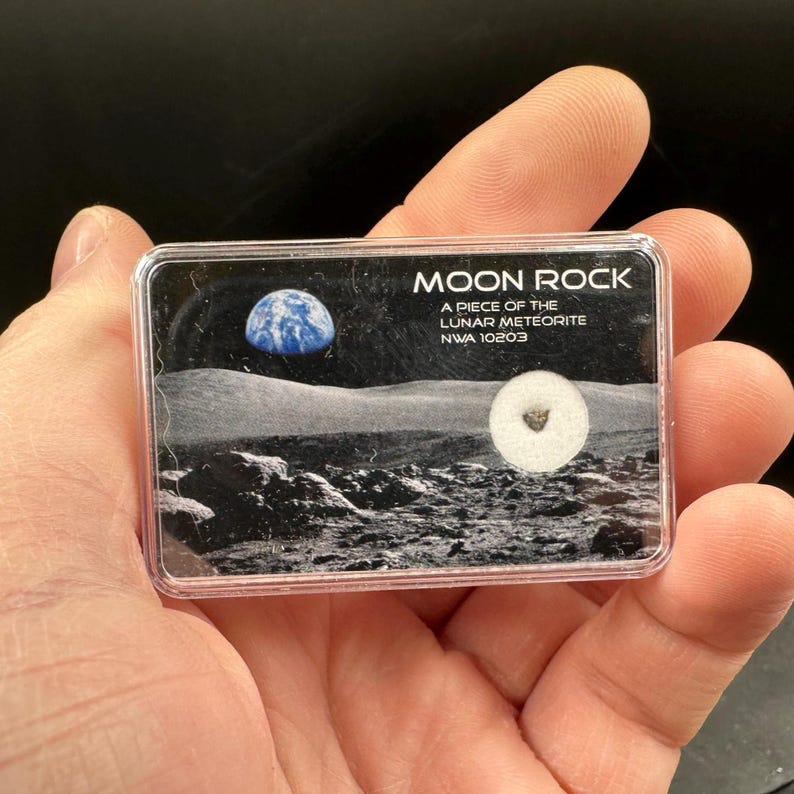 MOON ROCK
A PIECE OF THE
LUNAR METEORITE
NWA 10203